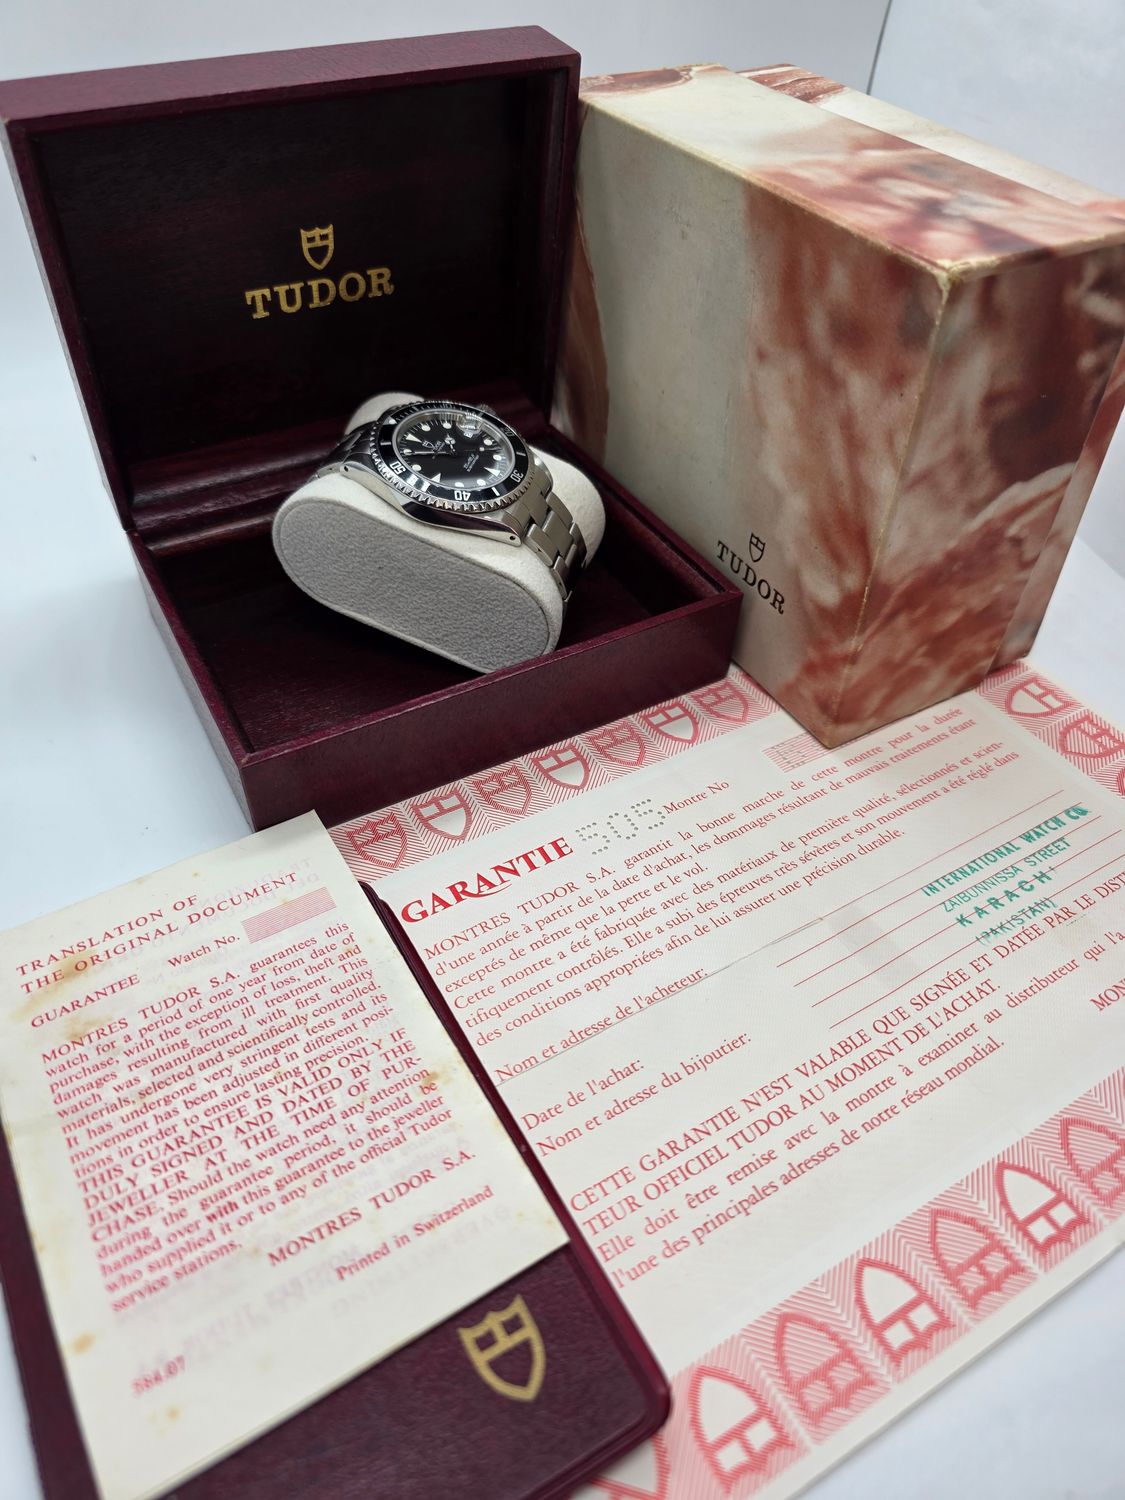 TUDOR
TUDOR
TUDOR
50
40
30
GARANTIE 505 Montre No
MONTRES TUDOR S.A. garantit la bonne marche de cette montre pour la durée
d'une année à partir de la date d'achat, les dommages résultant de mauvais traitements étant
exceptés de même que la perte et le vol.
Cette montre a été fabriquée avec des matériaux de première qualité, sélectionnés et scien-
tifiquement contrôlés. Elle a subi des épreuves très sévères et son mouvement a été réglé dans
des conditions appropriées afin de lui assurer une précision durable.
Nom et adresse de l'acheteur:
Date de l'achat:
Nom et adresse du bijoutier:
INTERNATIONAL WATCH CO.
ZAIBUNNISSA STREET
KARACHI
(PAKISTAN)
CETTE GARANTIE N'EST VALABLE QUE SIGNÉE ET DATÉE PAR LE DIST
TEUR OFFICIEL TUDOR AU MOMENT DE L'ACHAT.
Elle doit être remise avec la montre à examiner au distributeur qui l'a
l'une des principales adresses de notre réseau mondial.
MON
TRANSLATION OF
THE ORIGINAL DOCUMENT
GUARANTEE Watch No.
MONTRES TUDOR S.A. guarantees this
watch for a period of one year from date of
purchase, with the exception of loss, theft and
damages resulting from ill treatment. This
watch was manufactured with first quality
materials, selected and scientifically controlled.
It has undergone very stringent tests and its
movement has been adjusted in different posi-
tions in order to ensure lasting precision.
THIS GUARANTEE IS VALID ONLY IF
DULY SIGNED AND DATED BY THE
JEWELLER AT THE TIME OF PUR-
CHASE. Should the watch need any attention
during the guarantee period, it should be
handed over with this guarantee to the jeweller
who supplied it or to any of the official Tudor
service stations.
MONTRES TUDOR S.A.
Printed in Switzerland
564.07